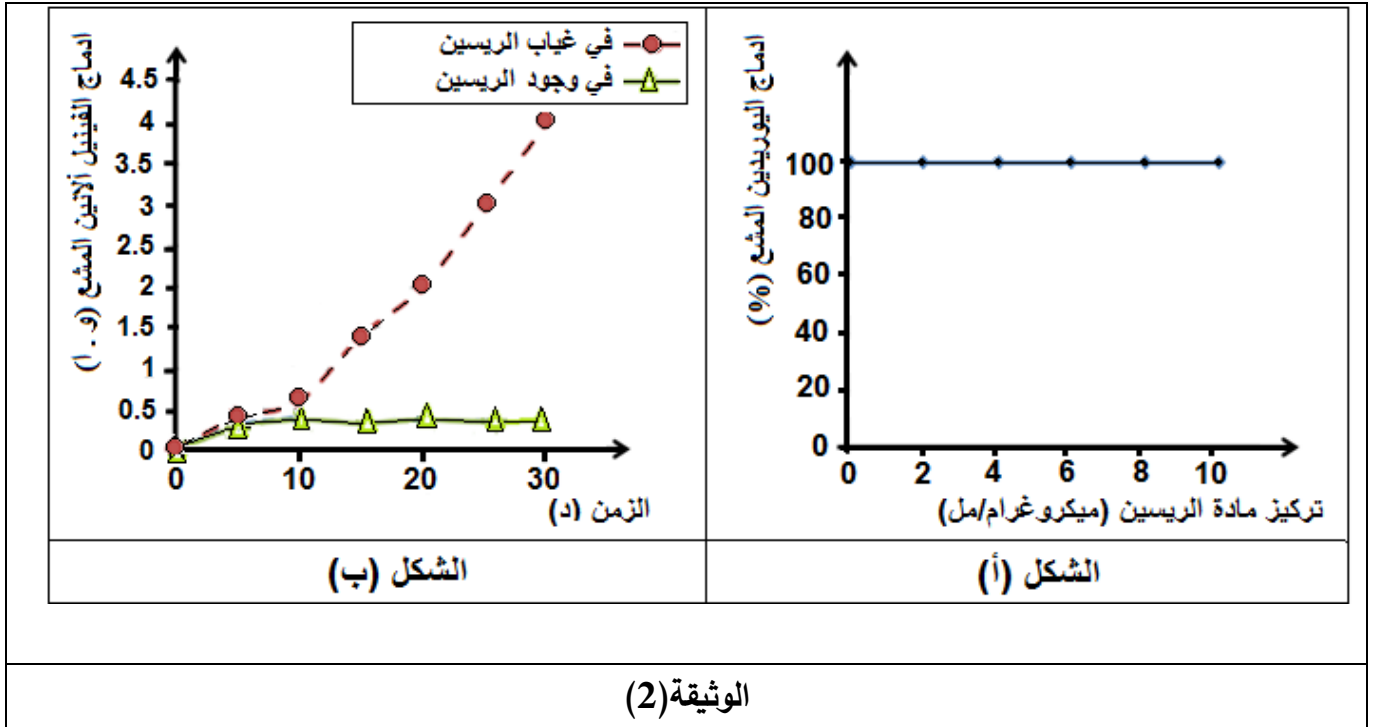 ادماج اليوريدين المشع (%)
100
80
60
40
20
0
0 2 4 6 8 10
تركيز مادة الريسين (ميكروغرام/مل)
الشكل (أ)
في غياب الريسين
في وجود الريسين
ادماج الفينيل ألانين المشع (و . ا)
4.5
4
3.5
3
2.5
2
1.5
1
0.5
0
0 10 20 30
الزمن (د)
الشكل (ب)
الوثيقة(2)